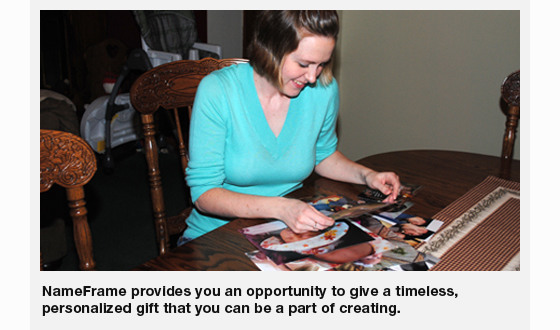 NameFrame provides you an opportunity to give a timeless,
personalized gift that you can be a part of creating.